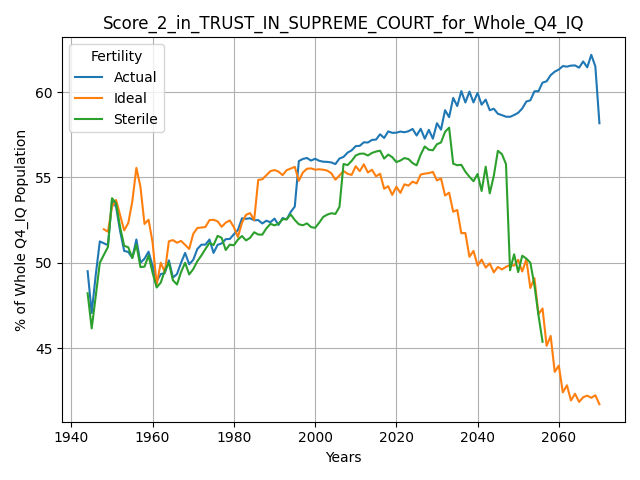 Score_2_in_TRUST_IN_SUPREME_COURT_for_Whole_Q4_IQ
Fertility
Actual
Ideal
Sterile
% of Whole Q4_IQ Population
60
55
50
45
1940
1960
1980
2000
2020
2040
2060
Years